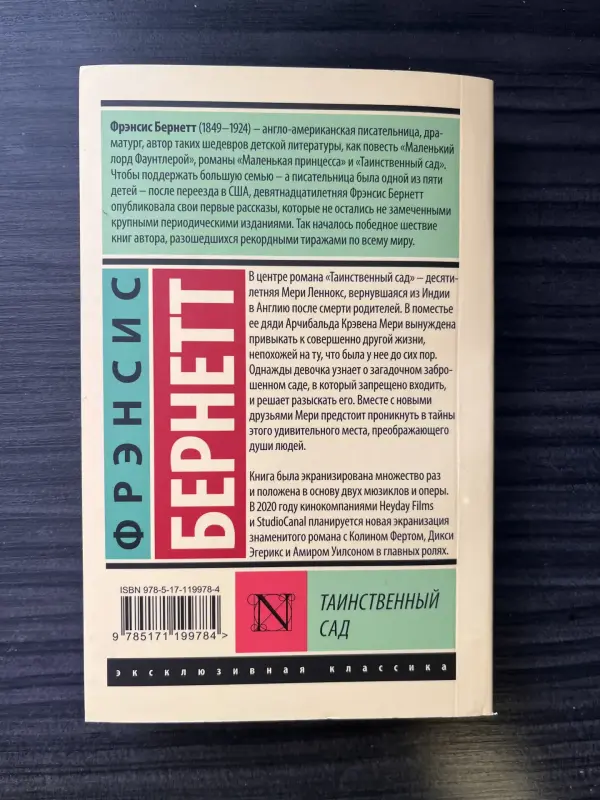 Фрэнсис Бернетт (1849–1924) – англо-американская писательница, дра-
матург, автор таких шедевров детской литературы, как повесть «Маленький
лорд Фаунтлерой», романы «Маленькая принцесса» и «Таинственный сад».
Чтобы поддержать большую семью – а писательница была одной из пяти
детей – после переезда в США, девятнадцатилетняя Фрэнсис Бернетт
опубликовала свои первые рассказы, которые не остались не замеченными
крупными периодическими изданиями. Так началось победное шествие
книг автора, разошедшихся рекордными тиражами по всему миру.
ФРЭНСИС
БЕРНЕТТ
В центре романа «Таинственный сад» – десяти-
летняя Мери Леннокс, вернувшаяся из Индии
в Англию после смерти родителей. В поместье
ее дяди Арчибальда Крэвена Мери вынуждена
привыкать к совершенно другой жизни,
непохожей на ту, что была у нее до сих пор.
Однажды девочка узнает о загадочном забро-
шенном саде, в который запрещено входить,
и решает разыскать его. Вместе с новыми
друзьями Мери предстоит проникнуть в тайны
этого удивительного места, преображающего
души людей.
Книга была экранизирована множество раз
и положена в основу двух мюзиклов и оперы.
В 2020 году кинокомпаниями Heyday Films
и StudioCanal планируется новая экранизация
знаменитого романа с Колином Фертом, Дикси
Эгерикс и Амиром Уилсоном в главных ролях.
ISBN 978-5-17-119978-4
9 785171 199784 >
N
ТАИНСТВЕННЫЙ
САД
эксклюзивная классика